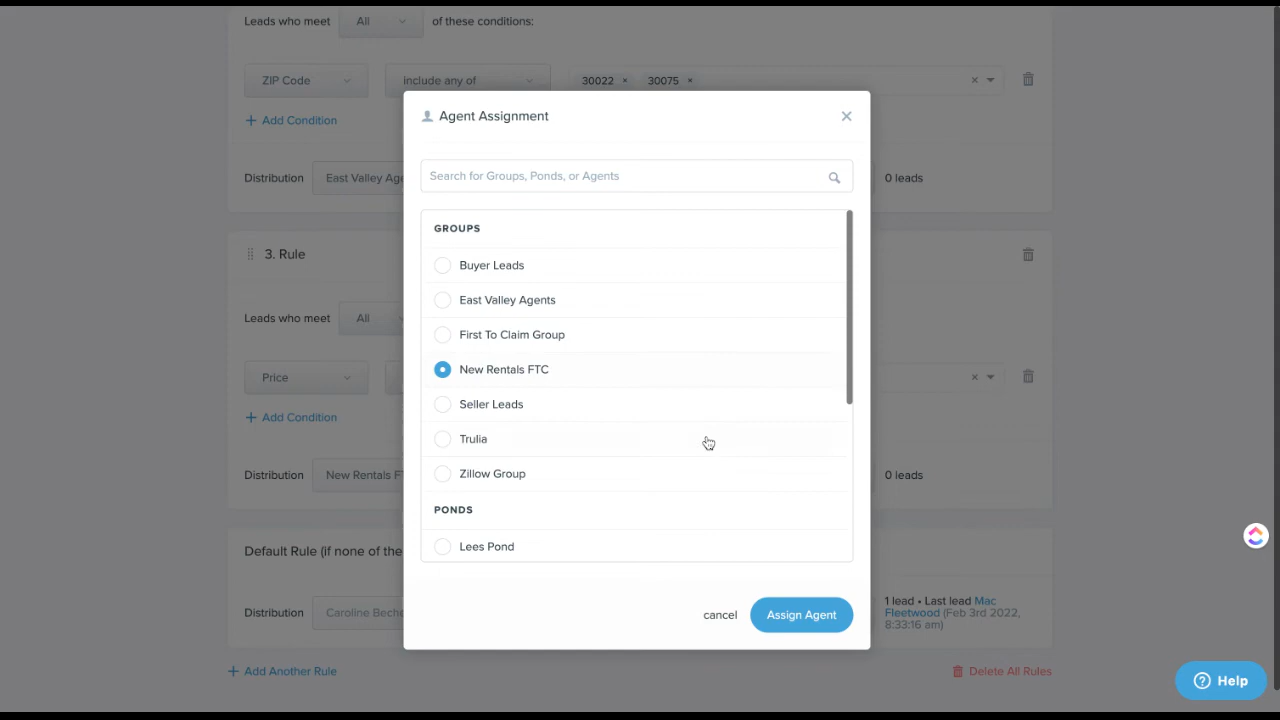 Leads who meet All of these conditions:
ZIP Code include any of 30022 × 30075 ×
+ Add Condition
Agent Assignment
Search for Groups, Ponds, or Agents
Distribution East Valley Age 0 leads
GROUPS
Buyer Leads
3. Rule
East Valley Agents
Leads who meet All
First To Claim Group
New Rentals FTC
Price
Seller Leads
+ Add Condition
Trulia
Distribution New Rentals F 0 leads
Zillow Group
PONDS
Lees Pond
Default Rule (if none of the
Distribution Caroline Beche
1 lead • Last lead Mac
Fleetwood (Feb 3rd 2022,
8:33:16 am)
cancel Assign Agent
+ Add Another Rule Delete All Rules
Help